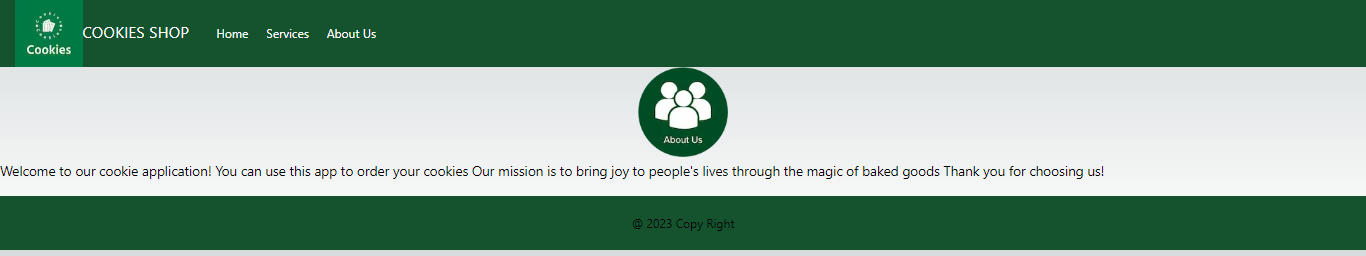 Cookies
COOKIES SHOP Home Services About Us
About Us
Welcome to our cookie application! You can use this app to order your cookies Our mission is to bring joy to people's lives through the magic of baked goods Thank you for choosing us!
@ 2023 Copy Right